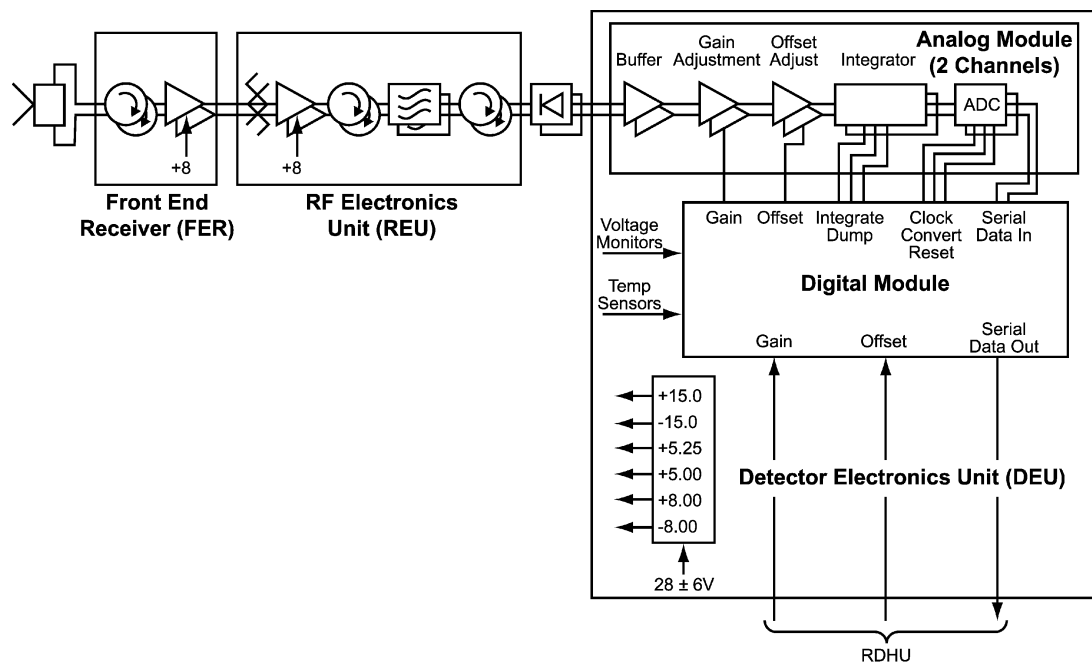 Analog Module
(2 Channels)
Buffer
Gain
Adjustment
Offset
Adjust
Integrator
ADC
+8
+8
Front End
Receiver (FER)
RF Electronics
Unit (REU)
Gain
Offset
Integrate
Dump
Clock
Convert
Reset
Serial
Data In
Voltage
Monitors
Temp
Sensors
Digital Module
Gain
Offset
Serial
Data Out
+15.0
-15.0
+5.25
+5.00
+8.00
-8.00
28 ± 6V
Detector Electronics Unit (DEU)
RDHU